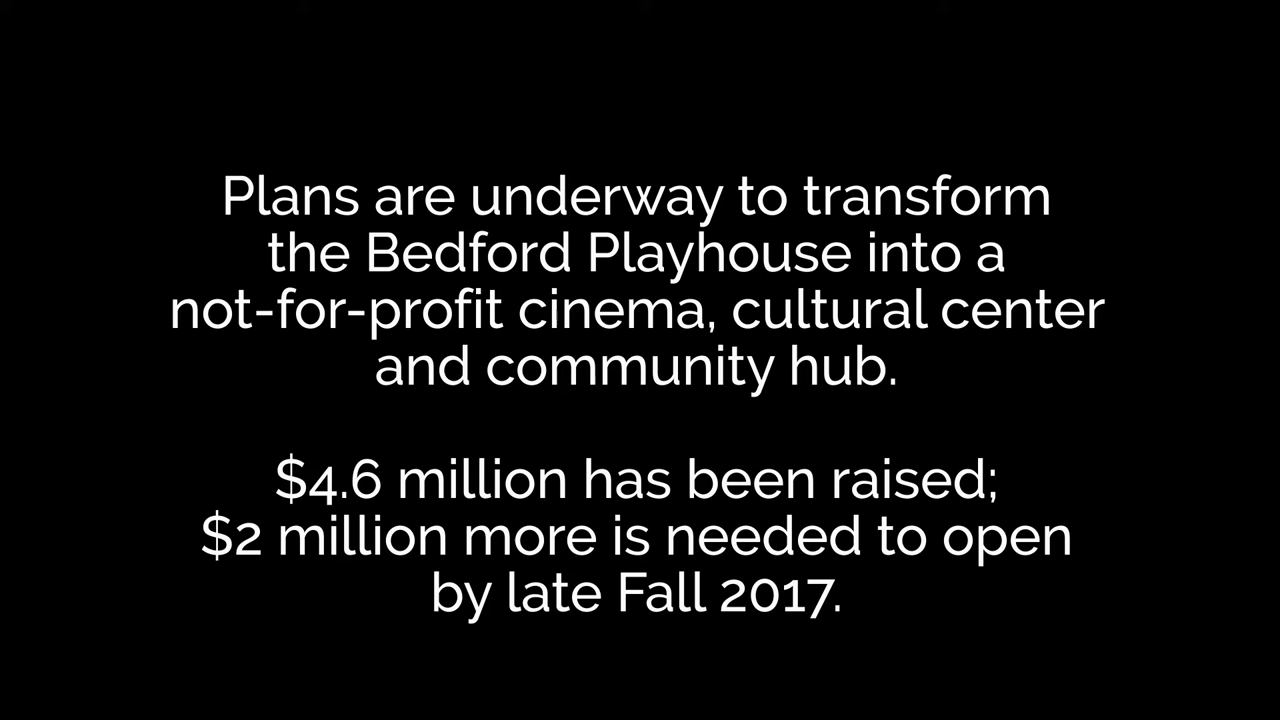 Plans are underway to transform
the Bedford Playhouse into a
not-for-profit cinema, cultural center
and community hub.
$4.6 million has been raised;
$2 million more is needed to open
by late Fall 2017.